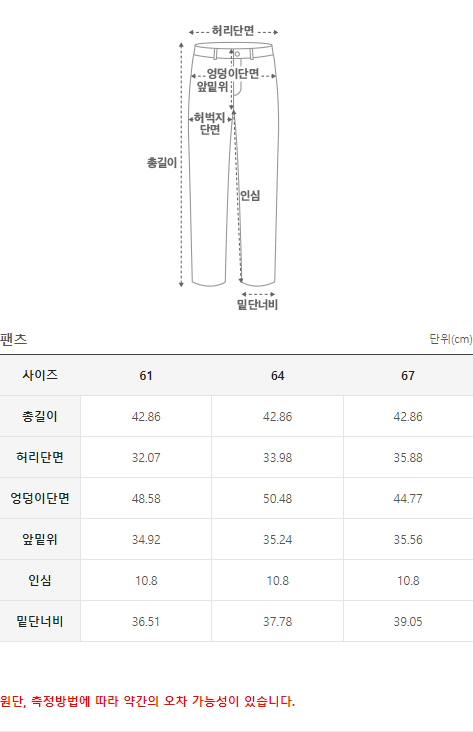 허리단면
엉덩이단면
앞밑위
허벅지
단면
총길이
인심
밑단너비
팬츠 단위(cm)
사이즈 61 64 67
총길이 42.86 42.86 42.86
허리단면 32.07 33.98 35.88
엉덩이단면 48.58 50.48 44.77
앞밑위 34.92 35.24 35.56
인심 10.8 10.8 10.8
밑단너비 36.51 37.78 39.05
원단, 측정방법에 따라 약간의 오차 가능성이 있습니다.